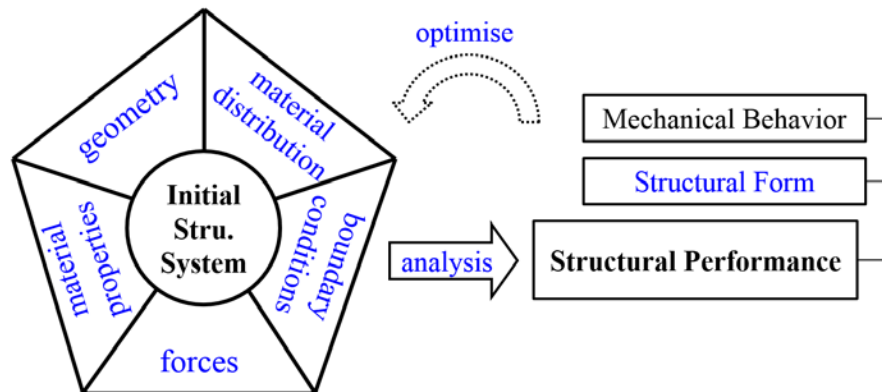 optimise
geometry
material
distribution
Initial
Stru.
System
material
properties
boundary
conditions
forces
analysis
Mechanical Behavior
Structural Form
Structural Performance